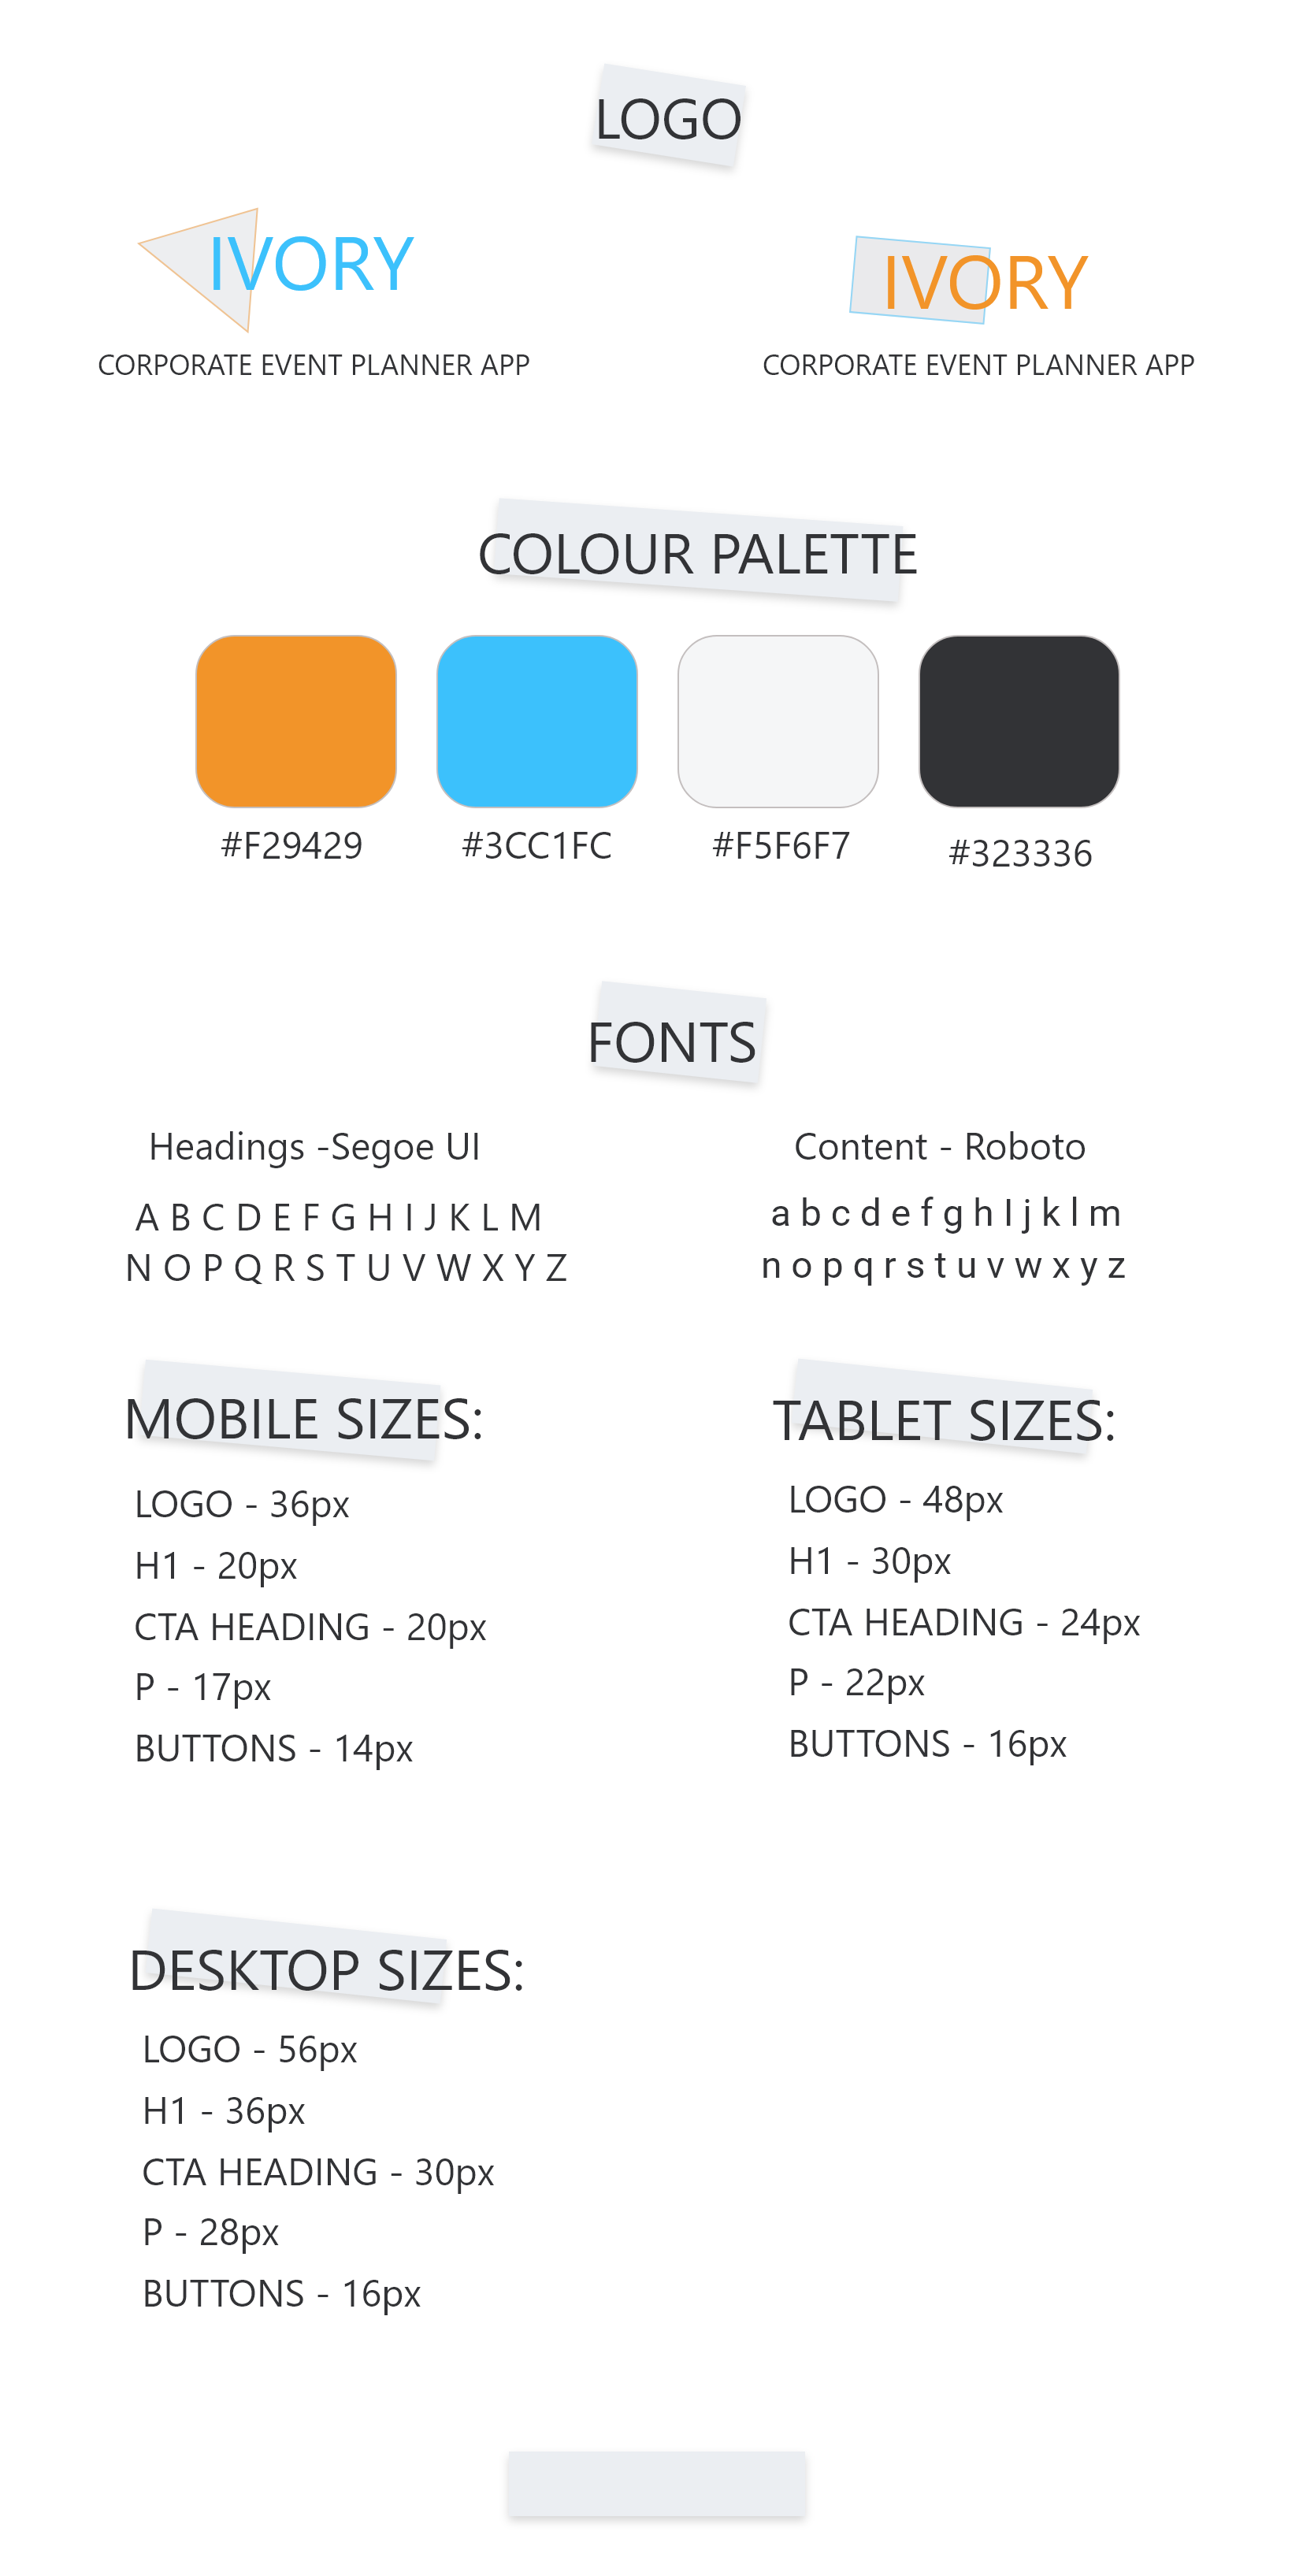 LOGO
IVORY
CORPORATE EVENT PLANNER APP
IVORY
CORPORATE EVENT PLANNER APP
COLOUR PALETTE
#F29429
#3CC1FC
#F5F6F7
#323336
FONTS
Headings -Segoe UI
A B C D E F G H I J K L M
N O P Q R S T U V W X Y Z
Content - Roboto
a b c d e f g h I j k l m
n o p q r s t u v w x y z
MOBILE SIZES:
LOGO - 36px
H1 - 20px
CTA HEADING - 20px
P - 17px
BUTTONS - 14px
TABLET SIZES:
LOGO - 48px
H1 - 30px
CTA HEADING - 24px
P - 22px
BUTTONS - 16px
DESKTOP SIZES:
LOGO - 56px
H1 - 36px
CTA HEADING - 30px
P - 28px
BUTTONS - 16px